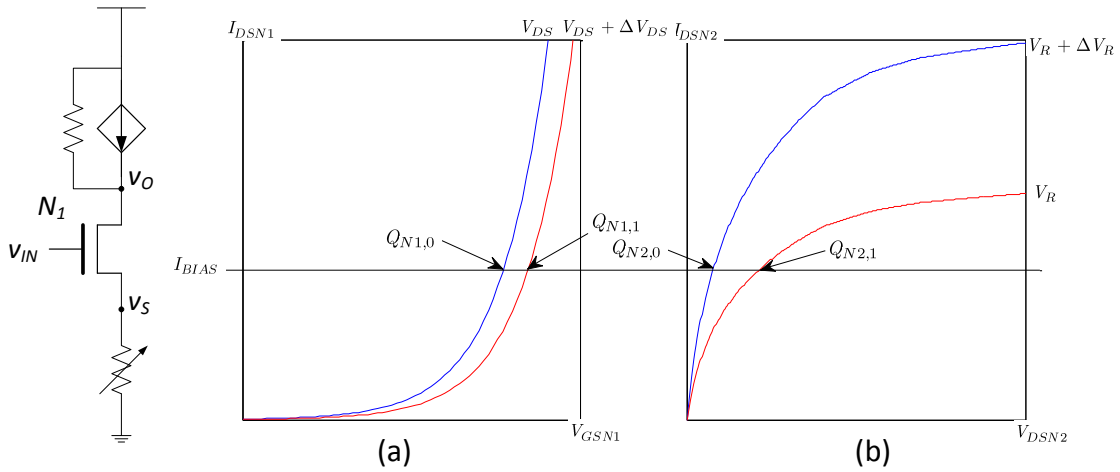 v_O
N_1
v_IN
v_S
I_DSN1
V_DS
V_DS + ΔV_DS
Q_N1,0
Q_N1,1
I_BIAS
V_GSN1
(a)
I_DSN2
V_R + ΔV_R
V_R
Q_N2,0
Q_N2,1
V_DSN2
(b)